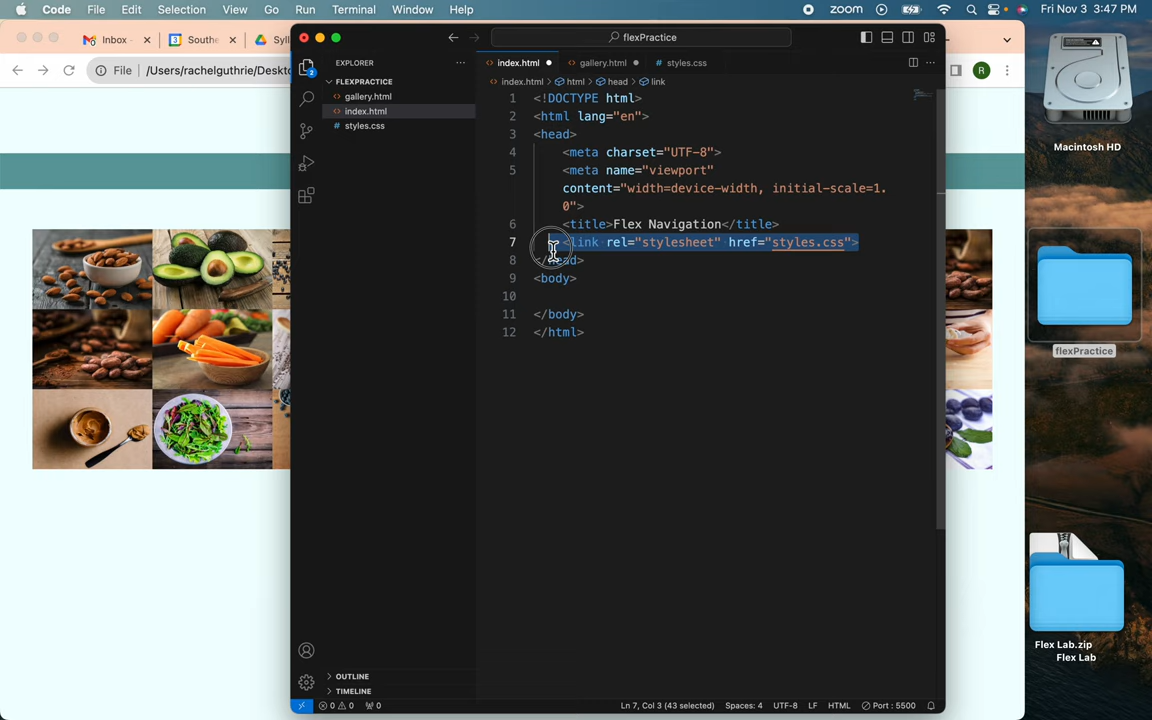 Code File Edit Selection View Go Run Terminal Window Help zoom Fri Nov 3 3:47 PM
Inbox
31 South
flexPractice
File /Users/rachelguthrie/Deskto
R
Macintosh HD
EXPLORER
2
FLEXPRACTICE
gallery.html
index.html
styles.css
index.html gallery.html # styles.css
index.html > html > head > link
1 <!DOCTYPE html>
2 <html lang="en">
3 <head>
4 <meta charset="UTF-8">
5 <meta name="viewport"
content="width=device-width, initial-scale=1.
0">
6 <title>Flex Navigation</title>
7 <link rel="stylesheet" href="styles.css">
8 </head>
9 <body>
10
11 </body>
12 </html>
flexPractice
Flex Lab.zip
Flex Lab
OUTLINE
TIMELINE
0 0 0 Ln 7, Col 3 (43 selected) Spaces: 4 UTF-8 LF HTML Port : 5500